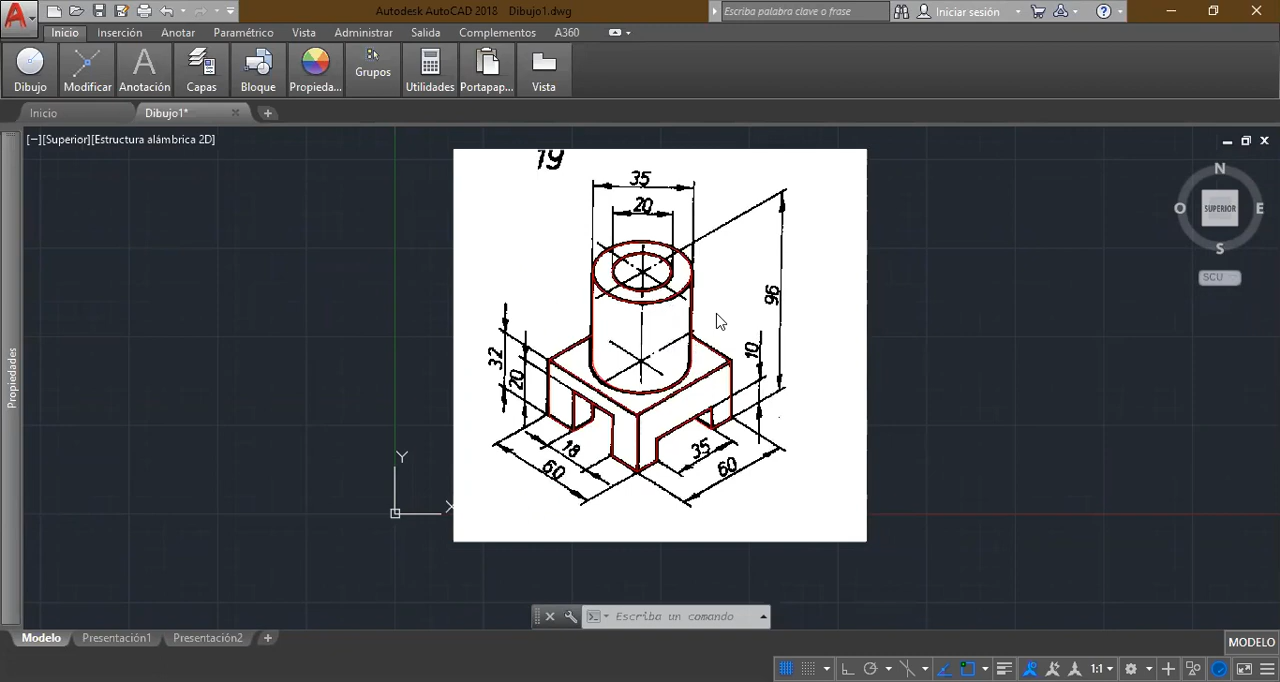 Autodesk AutoCAD 2018 Dibujo1.dwg
Escriba palabra clave o frase
Iniciar sesión
?
A
Inicio Inserción Anotar Paramétrico Vista Administrar Salida Complementos A360
Dibujo Modificar Anotación Capas Bloque Propieda... Grupos Utilidades Portapap... Vista
Inicio Dibujo1* +
[−][Superior][Estructura alámbrica 2D]
N
O SUPERIOR E
S
SCU
19
35
20
96
32
20
10
18
60
35
60
Y
X
Propiedades
Escriba un comando
Modelo Presentación1 Presentación2 +
MODELO
1:1